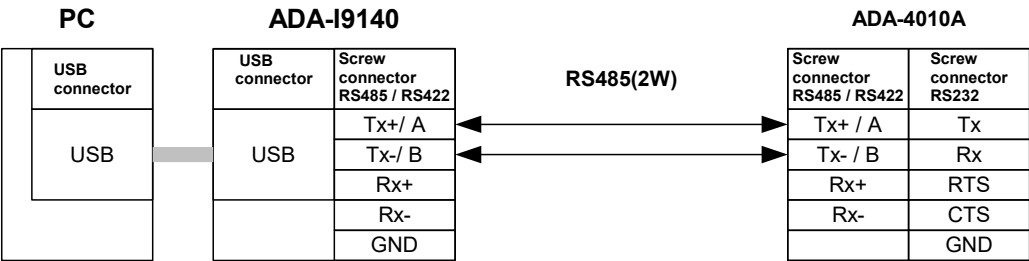 PC
ADA-I9140
ADA-4010A
USB
connector
USB
connector
Screw
connector
RS485 / RS422
RS485(2W)
Screw
connector
RS485 / RS422
Screw
connector
RS232
USB
USB
Tx+/ A
Tx+ / A
Tx
Tx-/ B
Tx- / B
Rx
Rx+
Rx+
RTS
Rx-
Rx-
CTS
GND
GND